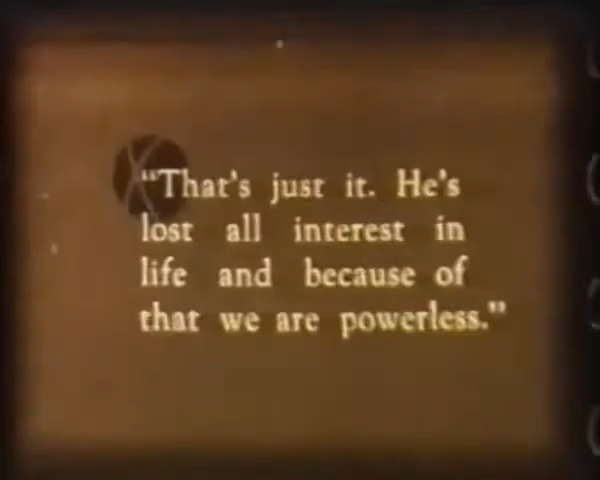 "That's just it. He's
lost all interest in
life and because of
that we are powerless."